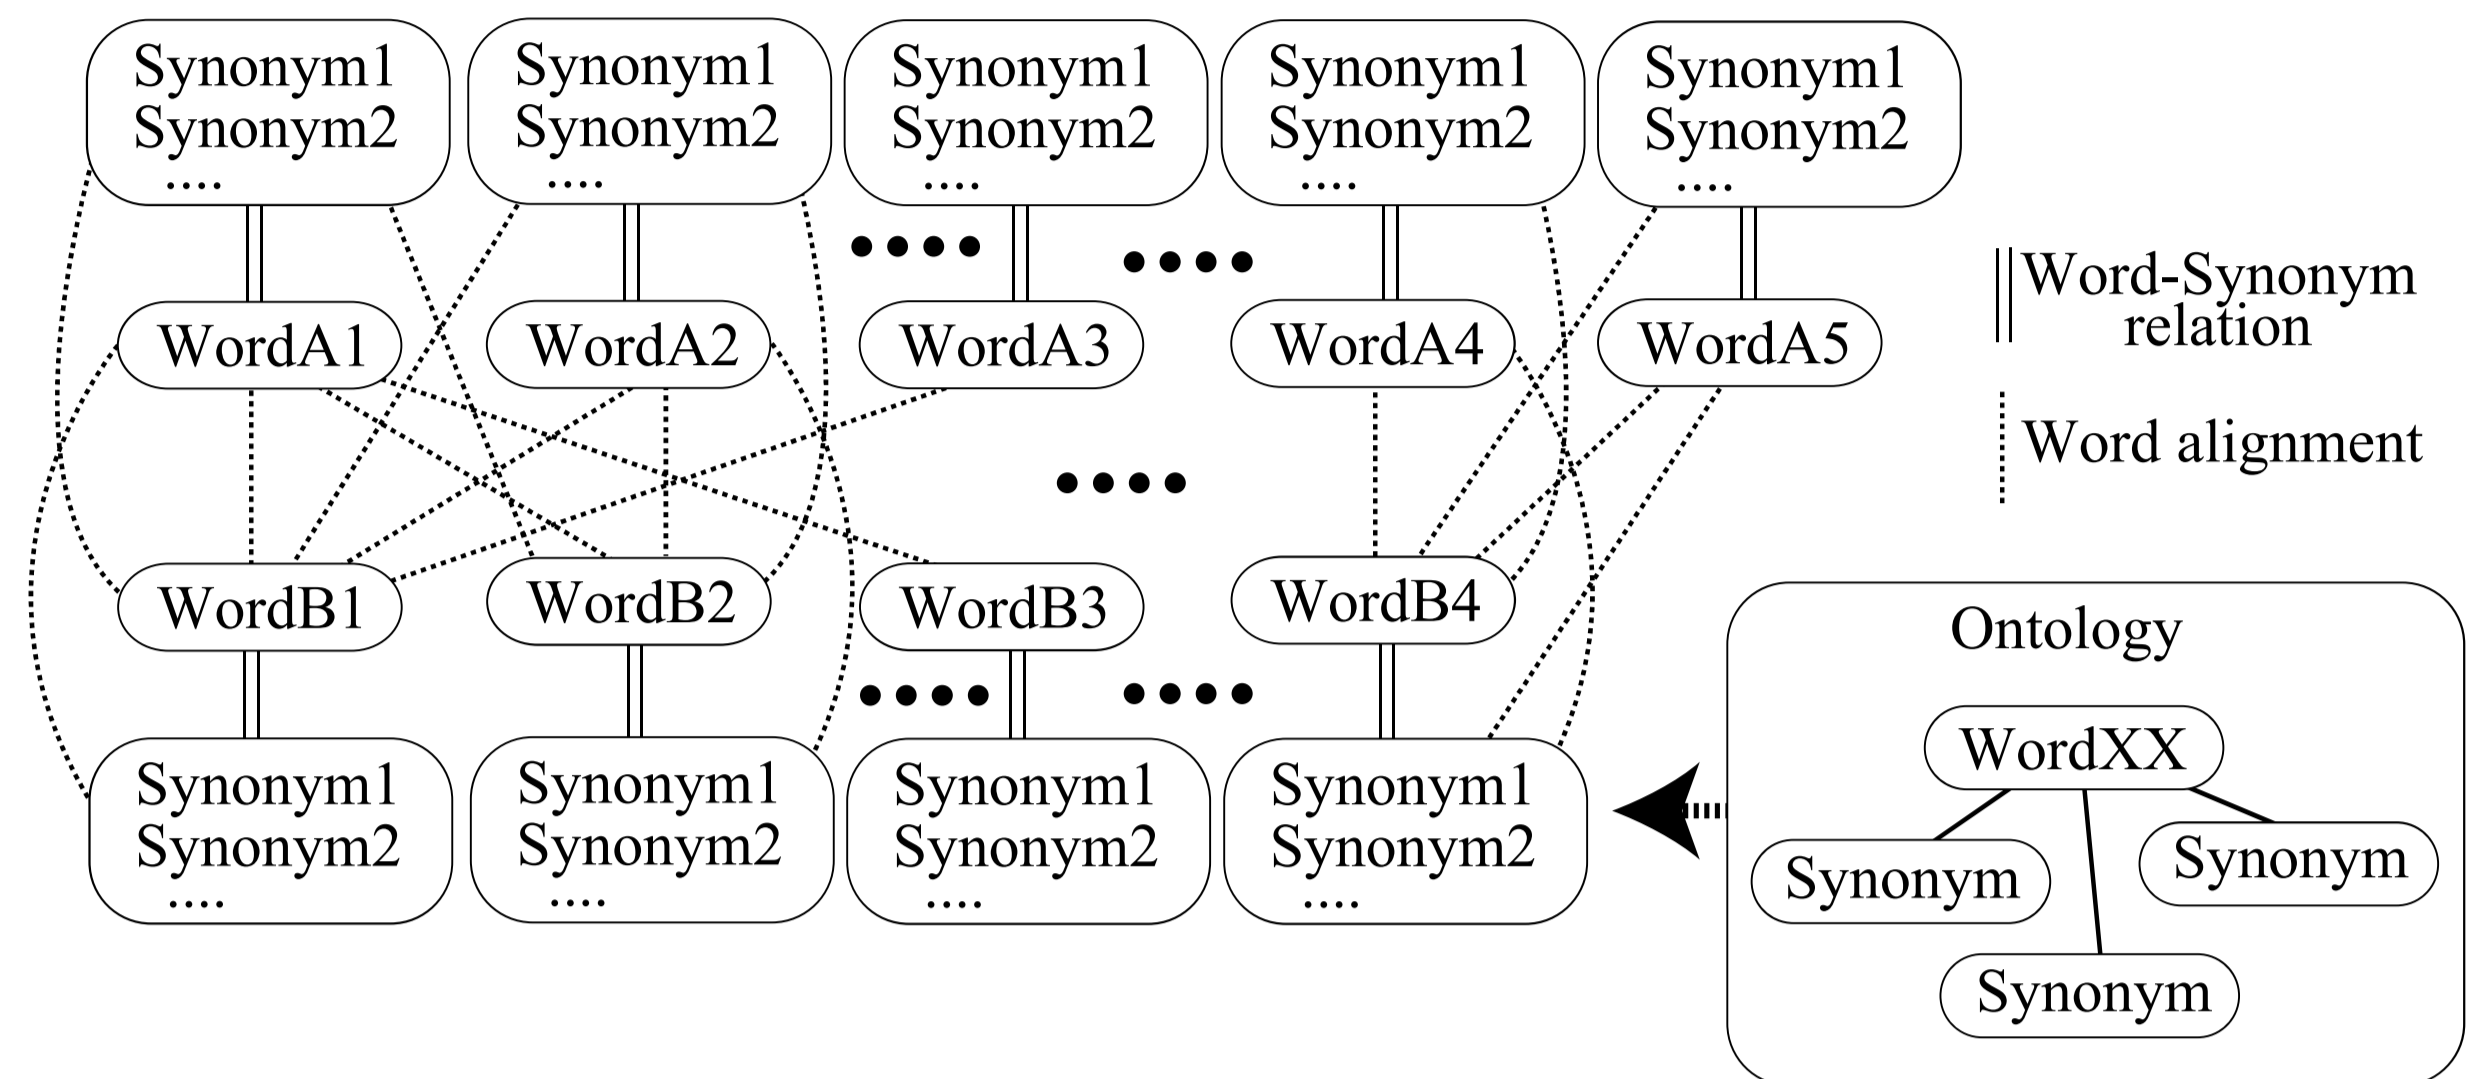 Synonym1
Synonym2
....
Synonym1
Synonym2
....
Synonym1
Synonym2
....
Synonym1
Synonym2
....
Synonym1
Synonym2
....
WordA1
WordA2
WordA3
WordA4
WordA5
Word-Synonym
relation
Word alignment
WordB1
WordB2
WordB3
WordB4
Synonym1
Synonym2
....
Synonym1
Synonym2
....
Synonym1
Synonym2
....
Synonym1
Synonym2
....
Ontology
WordXX
Synonym
Synonym
Synonym